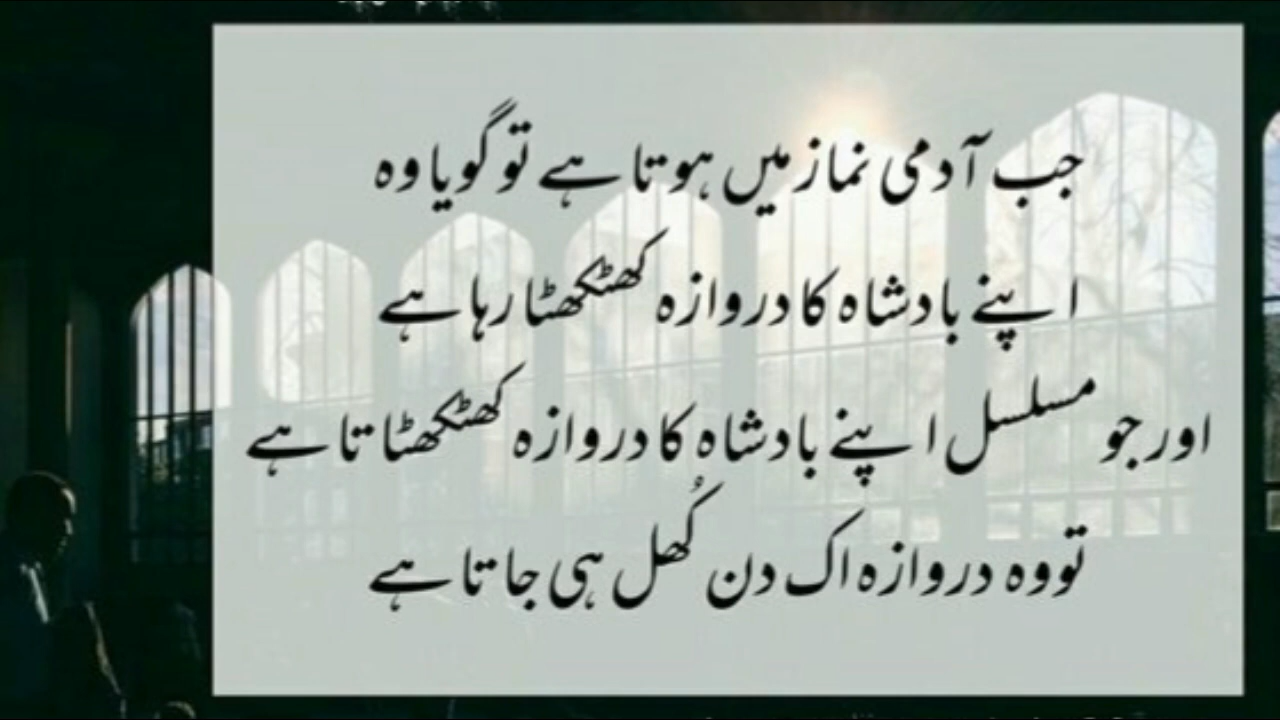 جب آدمی نماز میں ہوتا ہے تو گویا وہ
اپنے بادشاہ کا دروازہ کھٹکھٹا رہا ہے
اور جو مسلسل اپنے بادشاہ کا دروازہ کھٹکھٹاتا ہے
تو وہ دروازہ اک دن کُھل ہی جاتا ہے